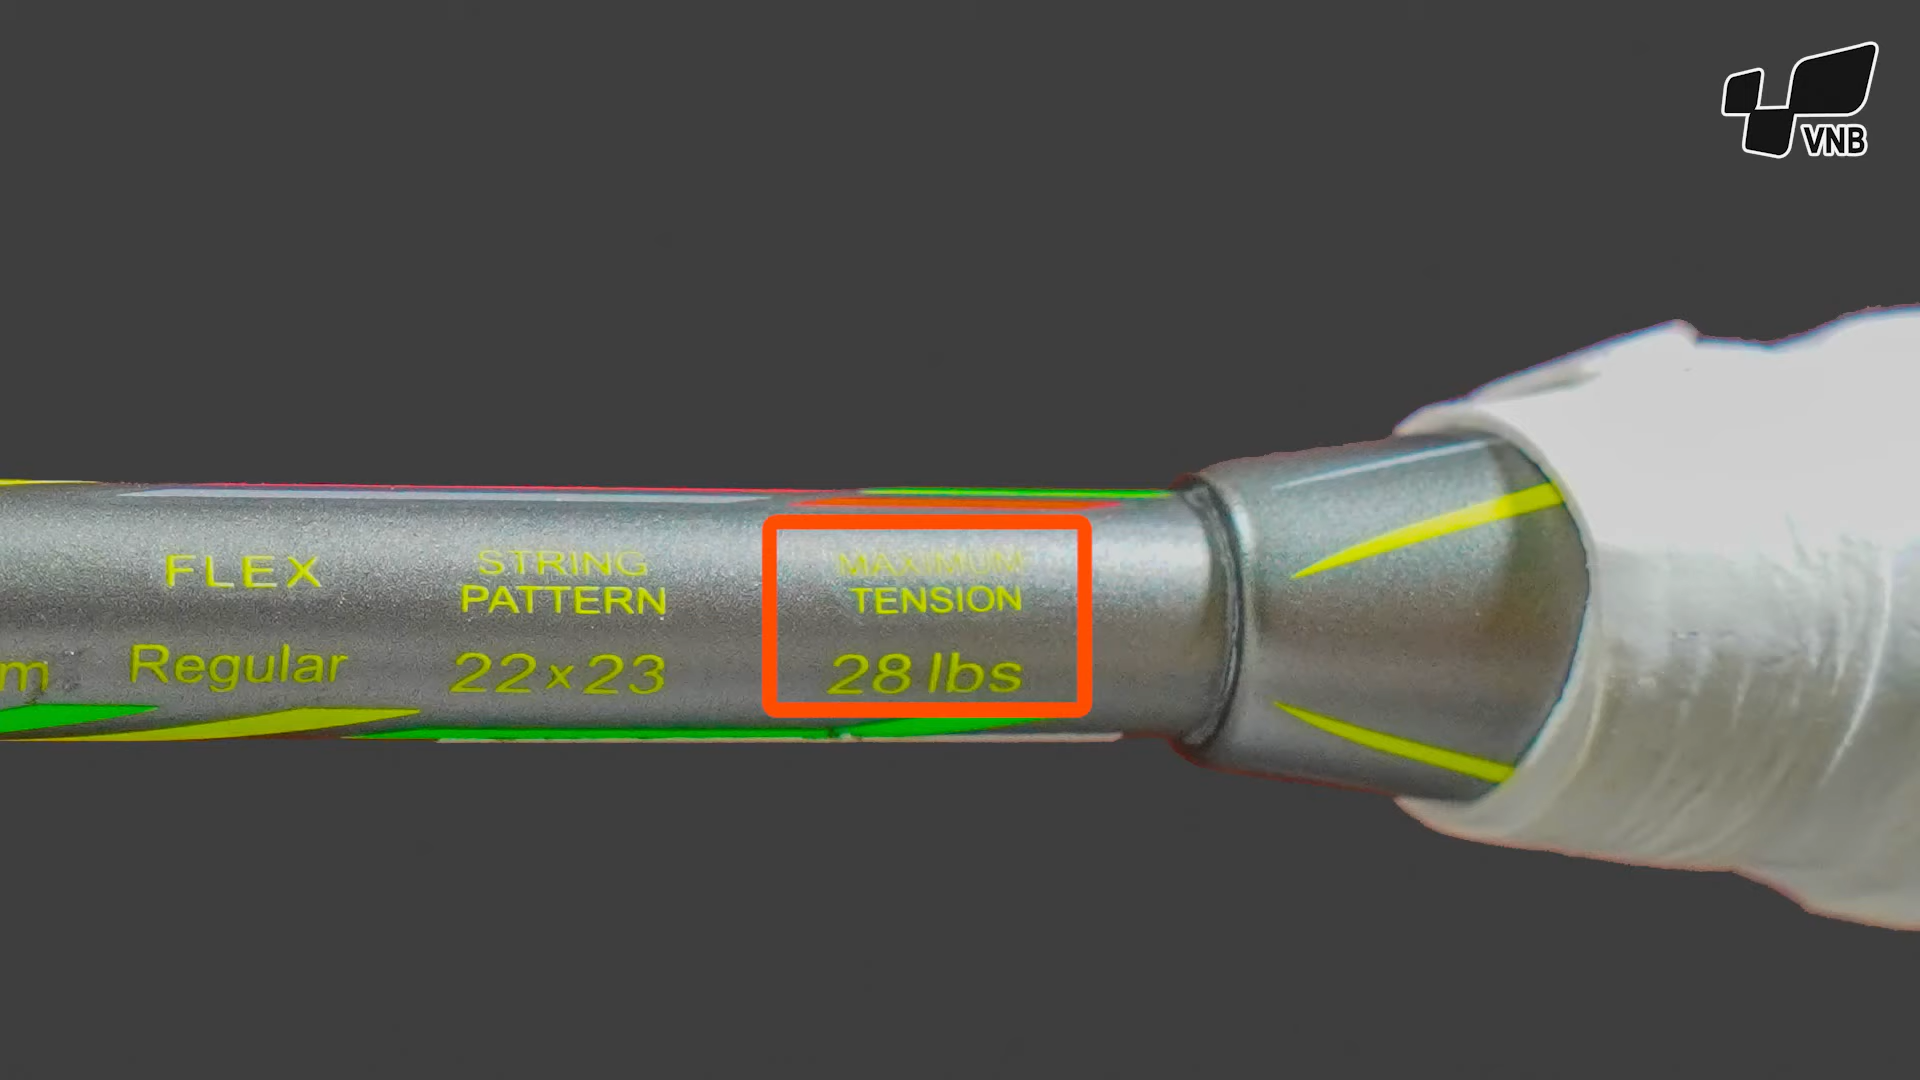 VNB
FLEX
Regular
STRING
PATTERN
22x23
MAXIMUM
TENSION
28 lbs